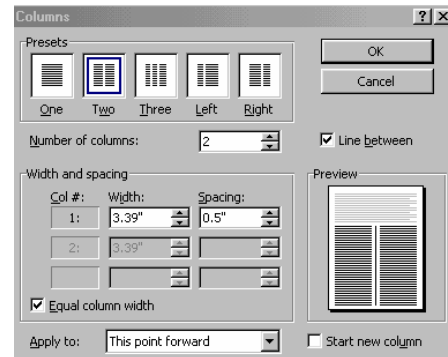 Columns
Presets
OK
Cancel
One Two Three Left Right
Number of columns: 2
Line between
Width and spacing
Preview
Col #: Width: Spacing:
1: 3.39" 0.5"
2: 3.39"
Equal column width
Apply to: This point forward
Start new column